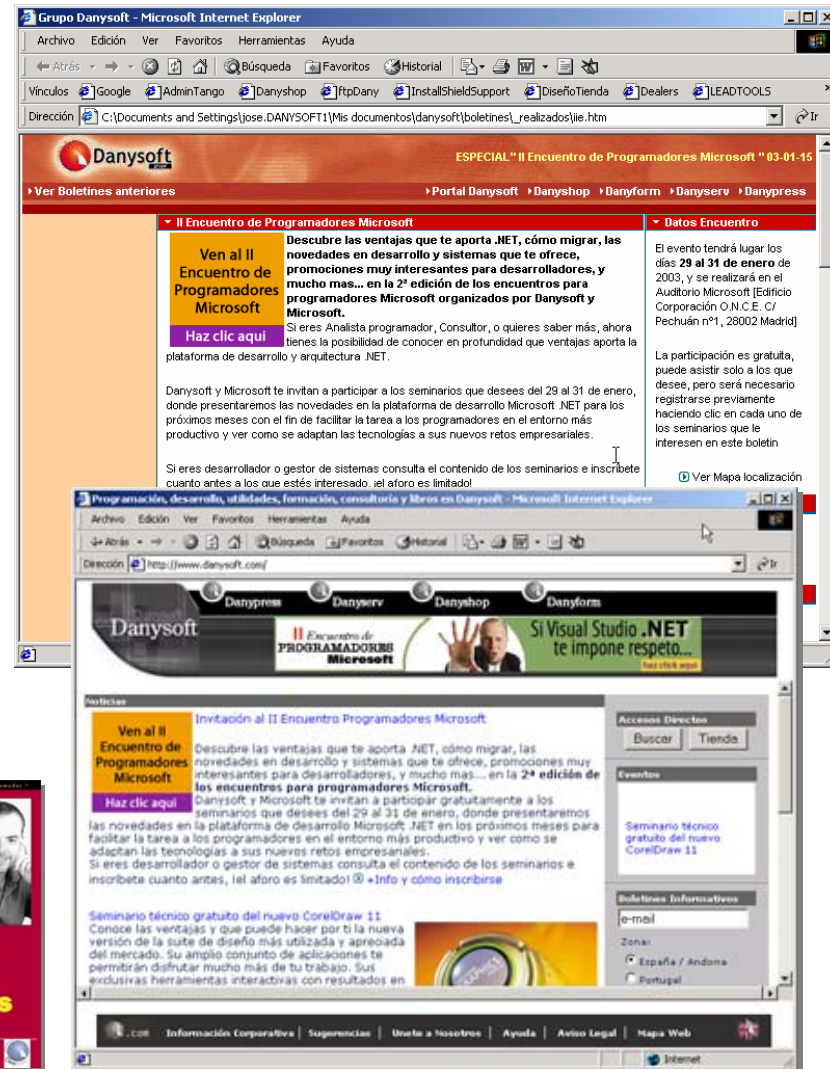 Grupo Danysoft - Microsoft Internet Explorer
Archivo Edición Ver Favoritos Herramientas Ayuda
Atrás Búsqueda Favoritos Historial
Vínculos Google AdminTango Danyshop ftpDany InstallShieldSupport DiseñoTienda Dealers LEADTOOLS
Dirección C:\Documents and Settings\jose.DANYSOFT1\Mis documentos\danysoft\boletines\_realizados\iie.htm Ir
Danysoft
ESPECIAL"II Encuentro de Programadores Microsoft "03-01-15
Ver Boletines anteriores Portal Danysoft Danyshop Danyform Danyserv Danypress
II Encuentro de Programadores Microsoft
Ven al II
Encuentro de
Programadores
Microsoft
Haz clic aqui
Descubre las ventajas que te aporta .NET, cómo migrar, las
novedades en desarrollo y sistemas que te ofrece,
promociones muy interesantes para desarrolladores, y
mucho mas... en la 2ª edición de los encuentros para
programadores Microsoft organizados por Danysoft y
Microsoft.
Si eres Analista programador, Consultor, o quieres saber más, ahora
tienes la posibilidad de conocer en profundidad que ventajas aporta la
plataforma de desarrollo y arquitectura .NET.
Danysoft y Microsoft te invitan a participar a los seminarios que desees del 29 al 31 de enero,
donde presentaremos las novedades en la plataforma de desarrollo Microsoft .NET para los
próximos meses con el fin de facilitar la tarea a los programadores en el entorno más
productivo y ver como se adaptan las tecnologías a sus nuevos retos empresariales.
Si eres desarrollador o gestor de sistemas consulta el contenido de los seminarios e inscríbete
cuanto antes a los que estés interesado. ¡el aforo es limitado!
Datos Encuentro
El evento tendrá lugar los
días 29 al 31 de enero de
2003, y se realizará en el
Auditorio Microsoft [Edificio
Corporación O.N.C.E. C/
Pechuán nº1, 28002 Madrid]
La participación es gratuita,
puede asistir solo a los que
desee, pero será necesario
registrarse previamente
haciendo clic en cada uno de
los seminarios que le
interesen en este boletin
Ver Mapa localización
Programación, desarrollo, utilidades, formación, consultoría y libros en Danysoft - Microsoft Internet Explorer
Archivo Edición Ver Favoritos Herramientas Ayuda
Atrás Búsqueda Favoritos Historial
Dirección http://www.danysoft.com/ Ir
Danypress Danyserv Danyshop Danyform
Danysoft
II Encuentro de
PROGRAMADORES
Microsoft
Si Visual Studio .NET
te impone respeto...
haz click aqui
Noticias
Ven al II
Encuentro de
Programadores
Microsoft
Haz clic aqui
Invitación al II Encuentro Programadores Microsoft
Descubre las ventajas que te aporta .NET, cómo migrar, las
novedades en desarrollo y sistemas que te ofrece, promociones muy
interesantes para desarrolladores, y mucho mas... en la 2ª edición de
los encuentros para programadores Microsoft.
Danysoft y Microsoft te invitan a participar gratuitamente a los
seminarios que desees del 29 al 31 de enero, donde presentaremos
las novedades en la plataforma de desarrollo Microsoft .NET en los próximos meses para
facilitar la tarea a los programadores en el entorno más productivo y ver como se
adaptan las tecnologías a sus nuevos retos empresariales.
Si eres desarrollador o gestor de sistemas consulta el contenido de los seminarios e
inscríbete cuanto antes, ¡el aforo es limitado! +Info y cómo inscribirse
Seminario técnico gratuito del nuevo CorelDraw 11
Conoce las ventajas y que puede hacer por ti la nueva
versión de la suite de diseño más utilizada y apreciada
del mercado. Su amplio conjunto de aplicaciones te
permitirán disfrutar mucho más de tu trabajo. Sus
exclusivas herramientas interactivas con resultados en
Accesos Directos
Buscar Tienda
Eventos
Seminario técnico
gratuito del nuevo
CorelDraw 11
Boletines Informativos
e-mail
Zona:
España / Andorra
Portugal
.com Información Corporativa | Sugerencias | Unete a Nosotros | Ayuda | Aviso Legal | Mapa Web
Internet